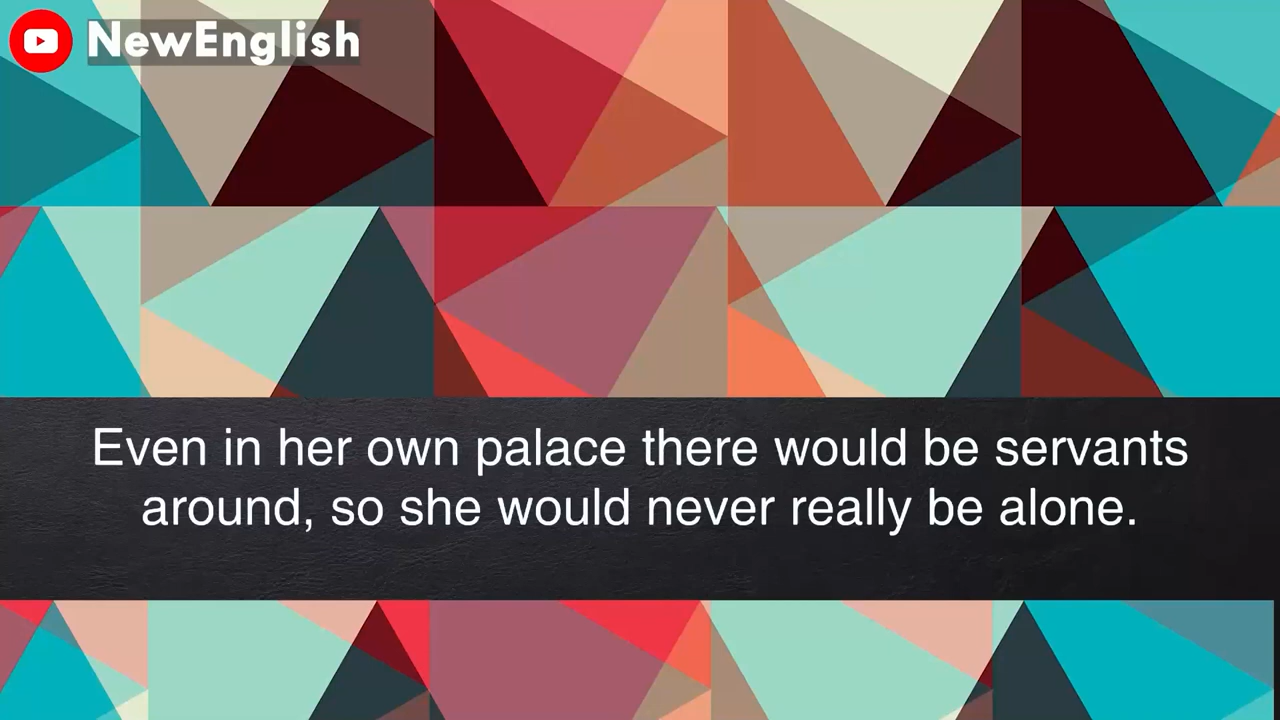 NewEnglish
Even in her own palace there would be servants
around, so she would never really be alone.